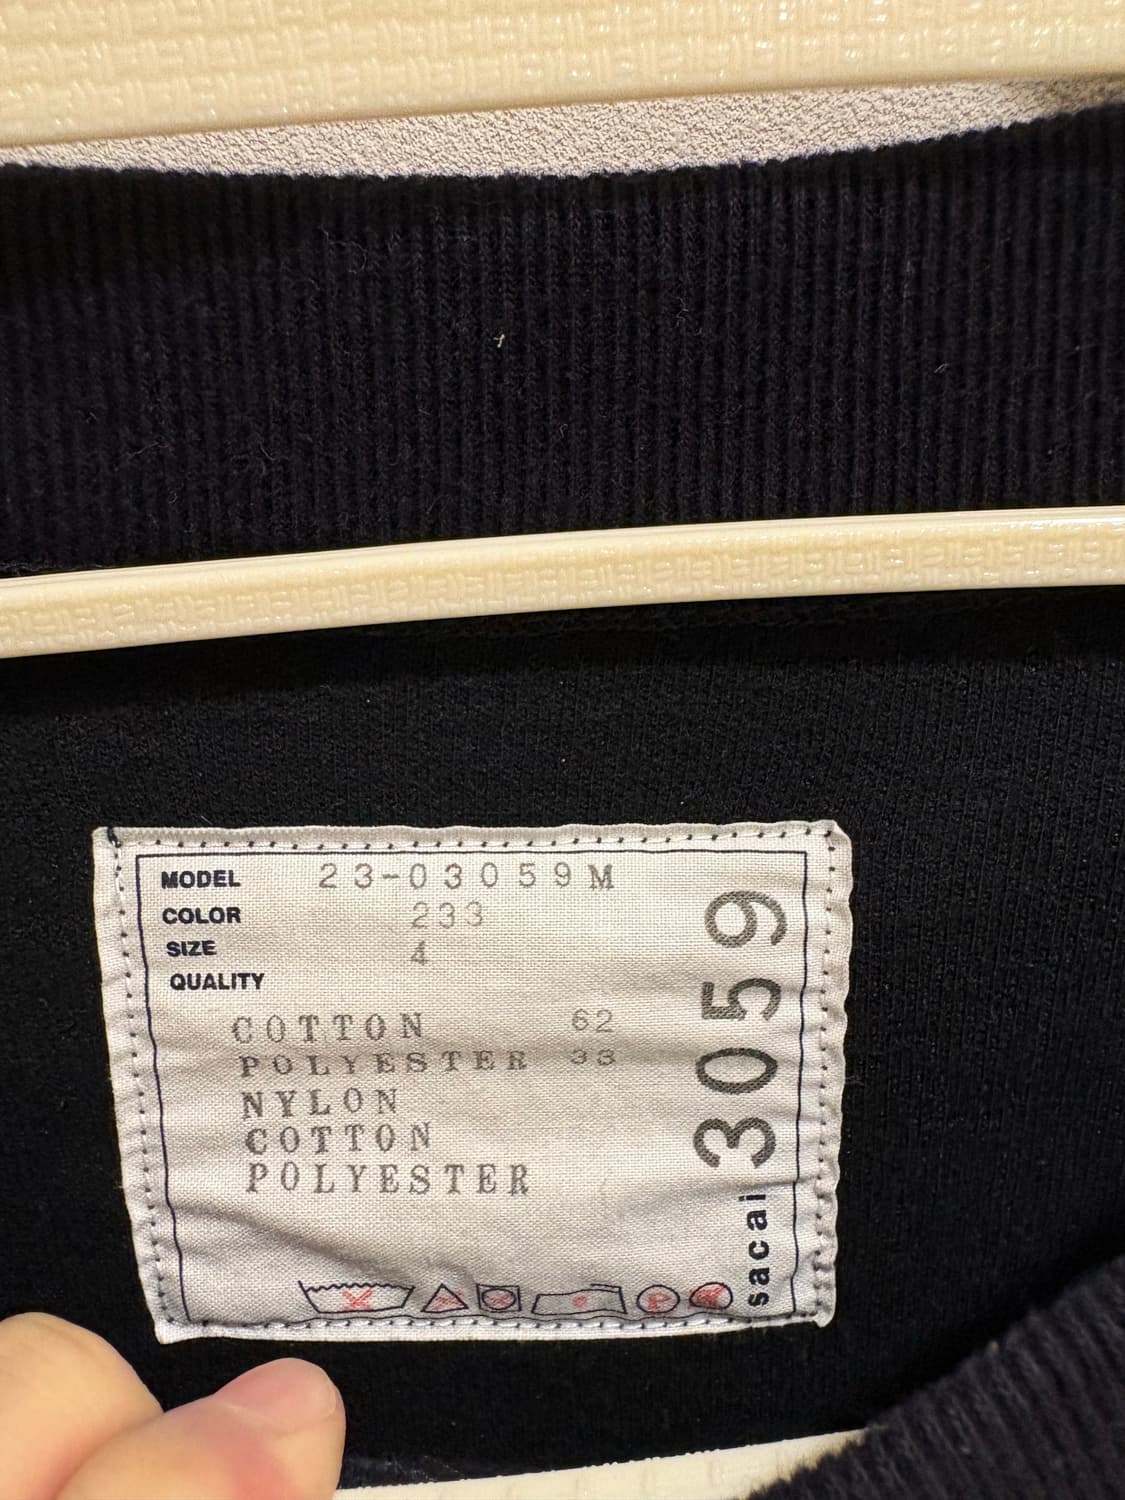 MODEL 23-03059M
COLOR 233
SIZE 4
QUALITY
COTTON 62
POLYESTER 33
NYLON
COTTON
POLYESTER
sacai 3059
P